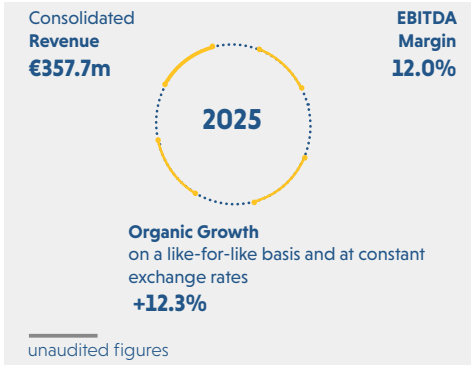 Consolidated
Revenue
€357.7m
EBITDA
Margin
12.0%
2025
Organic Growth
on a like-for-like basis and at constant
exchange rates
+12.3%
unaudited figures